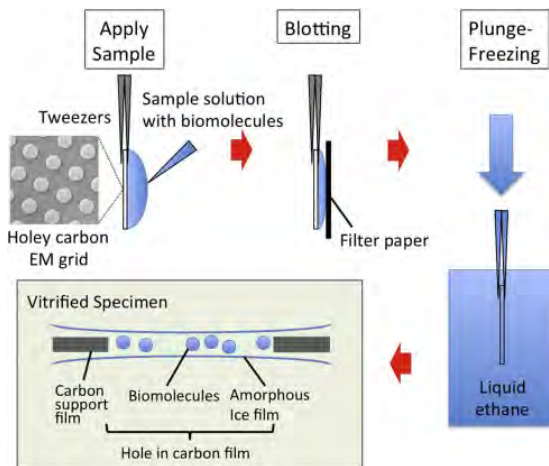 Apply
Sample
Blotting
Plunge-
Freezing
Tweezers
Sample solution
with biomolecules
Holey carbon
EM grid
Filter paper
Vitrified Specimen
Carbon
support
film
Biomolecules
Amorphous
Ice film
Hole in carbon film
Liquid
ethane